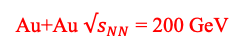 Au+Au √s_NN = 200 GeV